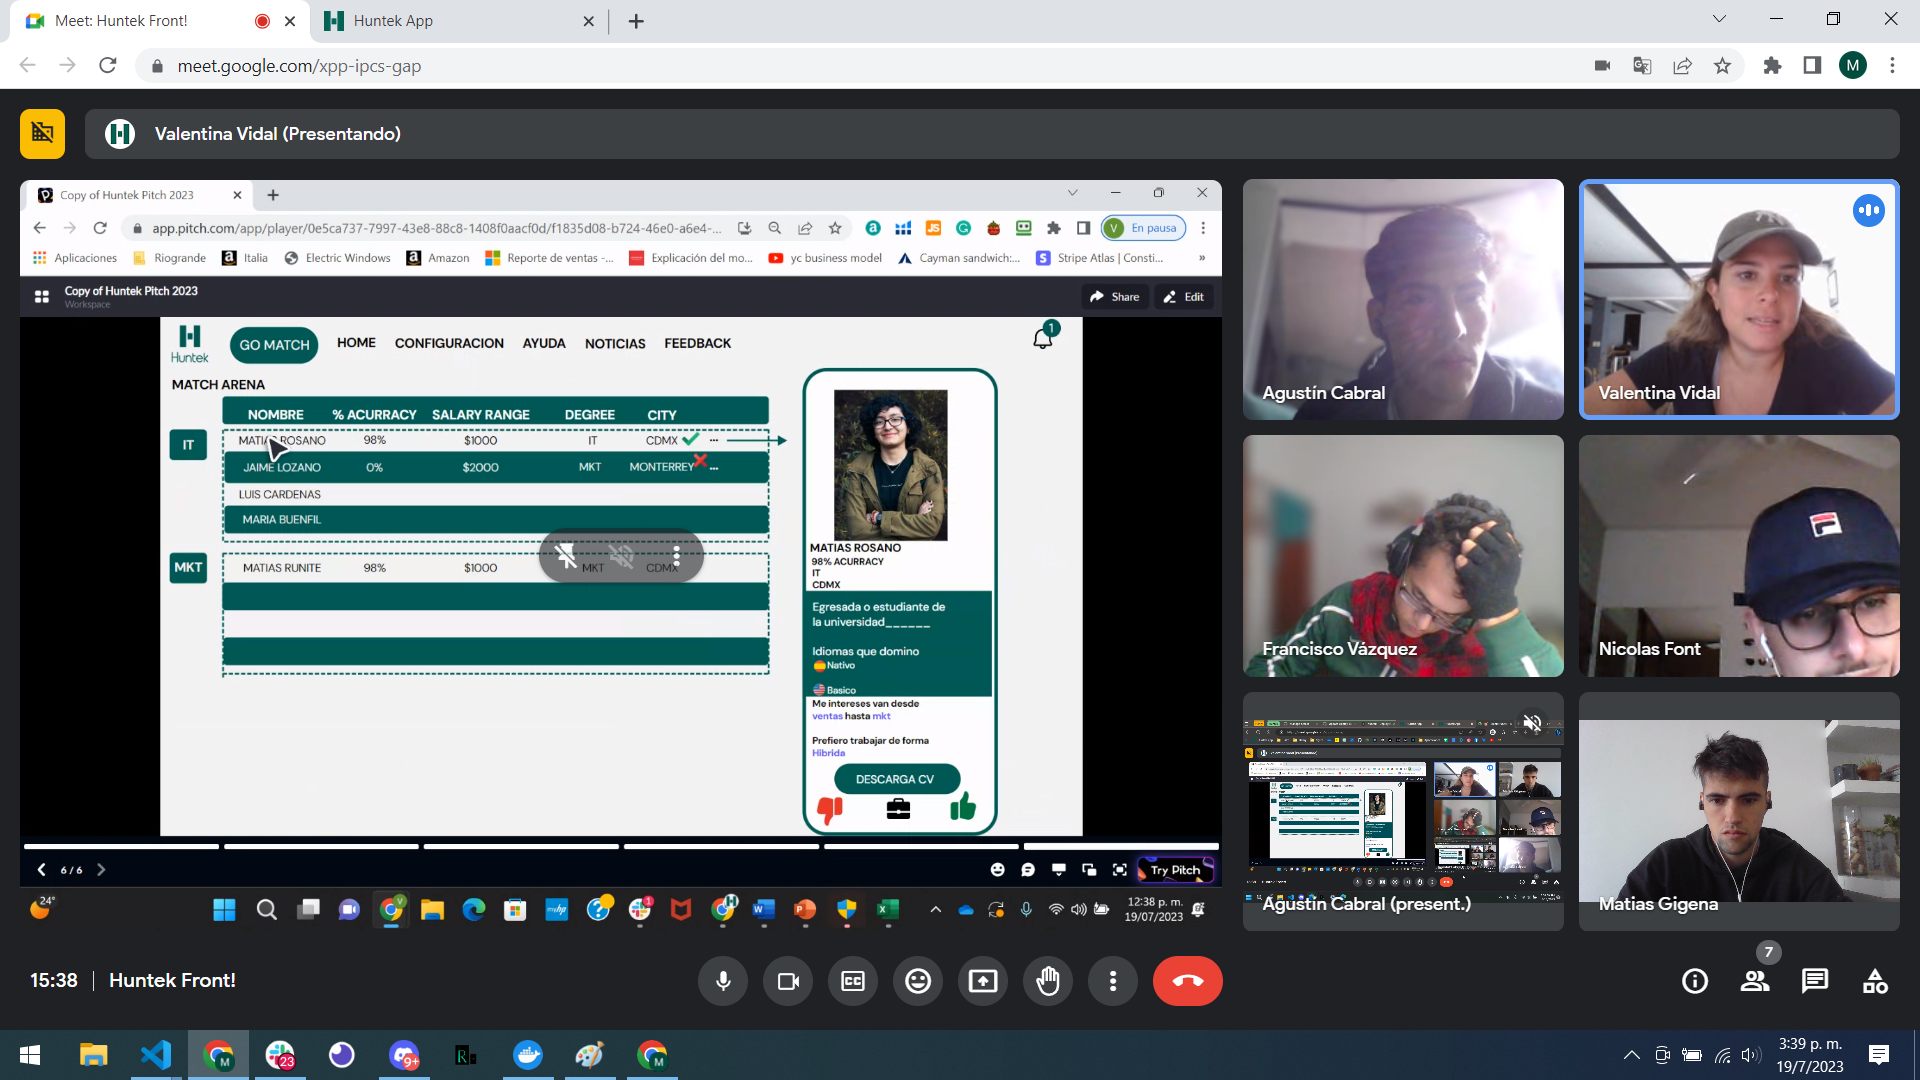 Meet: Huntek Front!
Huntek App
meet.google.com/xpp-ipcs-gap
M
Valentina Vidal (Presentando)
Copy of Huntek Pitch 2023
app.pitch.com/app/player/0e5ca737-7997-43e8-88c8-1408f0aacf0d/f1835d08-b724-46e0-a6e4-...
V En pausa
Aplicaciones
Riogrande
Italia
Electric Windows
Amazon
Reporte de ventas -...
Explicación del mo...
yc business model
Cayman sandwich:...
Stripe Atlas | Consti...
»
Copy of Huntek Pitch 2023
Workspace
Share
Edit
Huntek
GO MATCH
HOME
CONFIGURACION
AYUDA
NOTICIAS
FEEDBACK
1
MATCH ARENA
NOMBRE % ACURRACY SALARY RANGE DEGREE CITY
IT
MATIAS ROSANO 98% $1000 IT CDMX ...
JAIME LOZANO 0% $2000 MKT MONTERREY ...
LUIS CARDENAS
MARIA BUENFIL
MKT
MATIAS RUNITE 98% $1000 MKT CDMX
MATIAS ROSANO
98% ACURRACY
IT
CDMX
Egresada o estudiante de
la universidad______
Idiomas que domino
Nativo
Basico
Me intereses van desde
ventas hasta mkt
Prefiero trabajar de forma
Hibrida
DESCARGA CV
6 / 6
Try Pitch
24°
12:38 p. m.
19/07/2023
Agustín Cabral
Valentina Vidal
Francisco Vázquez
Nicolas Font
Agustín Cabral (present.)
Matias Gigena
15:38 | Huntek Front!
7
23
9+
3:39 p. m.
19/7/2023